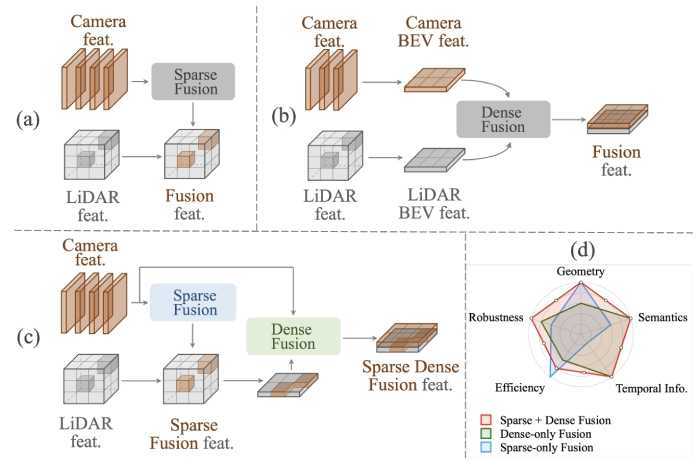 Camera
feat.
Sparse
Fusion
(a)
LiDAR
feat.
Fusion
feat.
Camera
feat.
Camera
BEV feat.
(b)
Dense
Fusion
LiDAR
feat.
LiDAR
BEV feat.
Fusion
feat.
Camera
feat.
Sparse
Fusion
(c)
Dense
Fusion
LiDAR
feat.
Sparse
Fusion feat.
Sparse Dense
Fusion feat.
(d)
Geometry
Robustness
Semantics
Efficiency
Temporal Info.
Sparse + Dense Fusion
Dense-only Fusion
Sparse-only Fusion